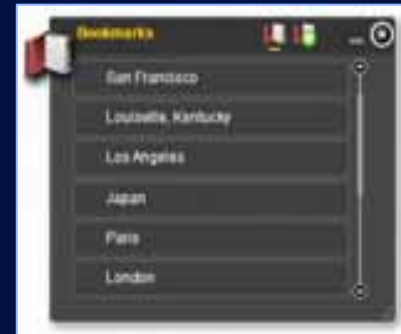 Bookmarks
San Francisco
Louisville, Kentucky
Los Angeles
Japan
Paris
London